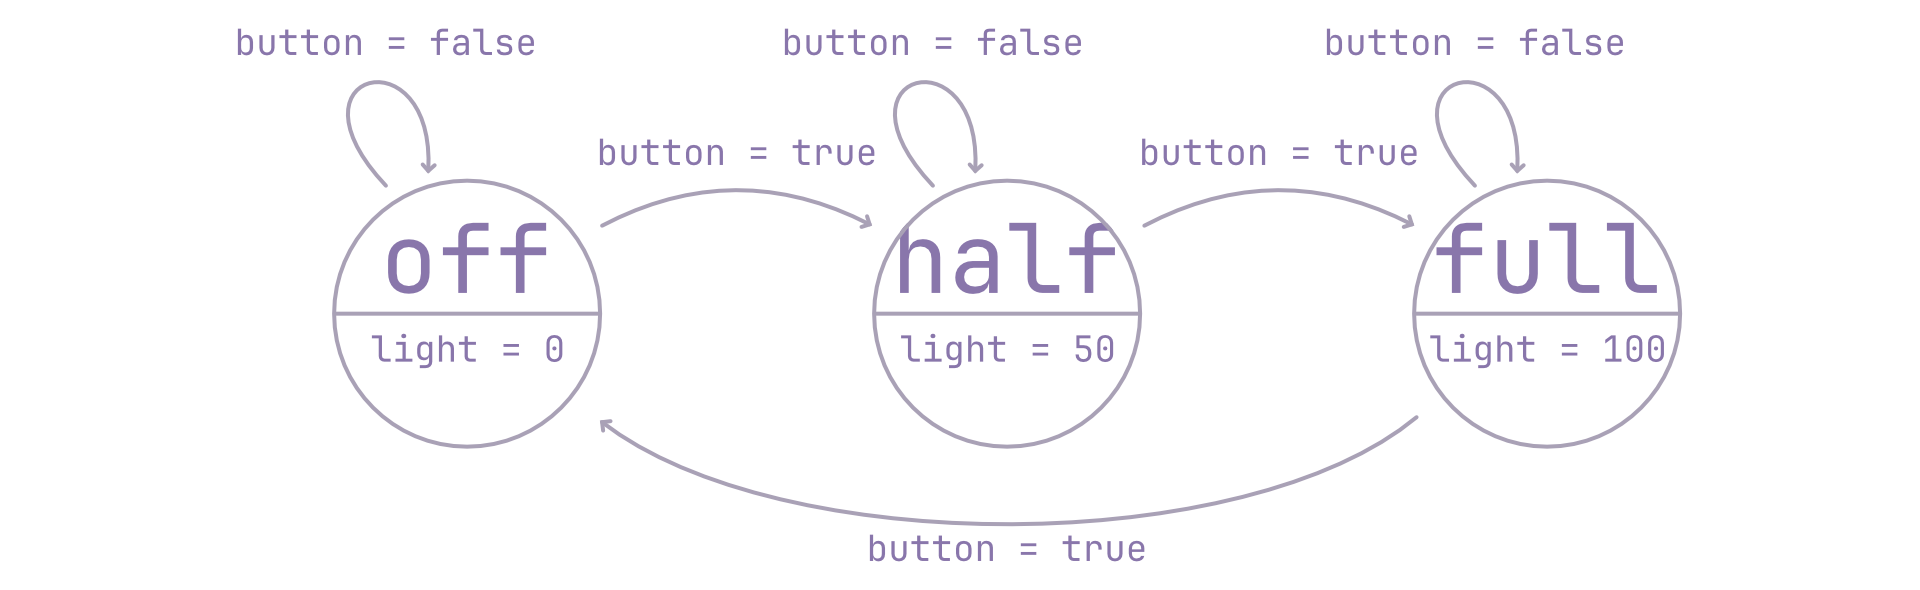 button = false
button = false
button = false
button = true
button = true
off
half
full
light = 0
light = 50
light = 100
button = true